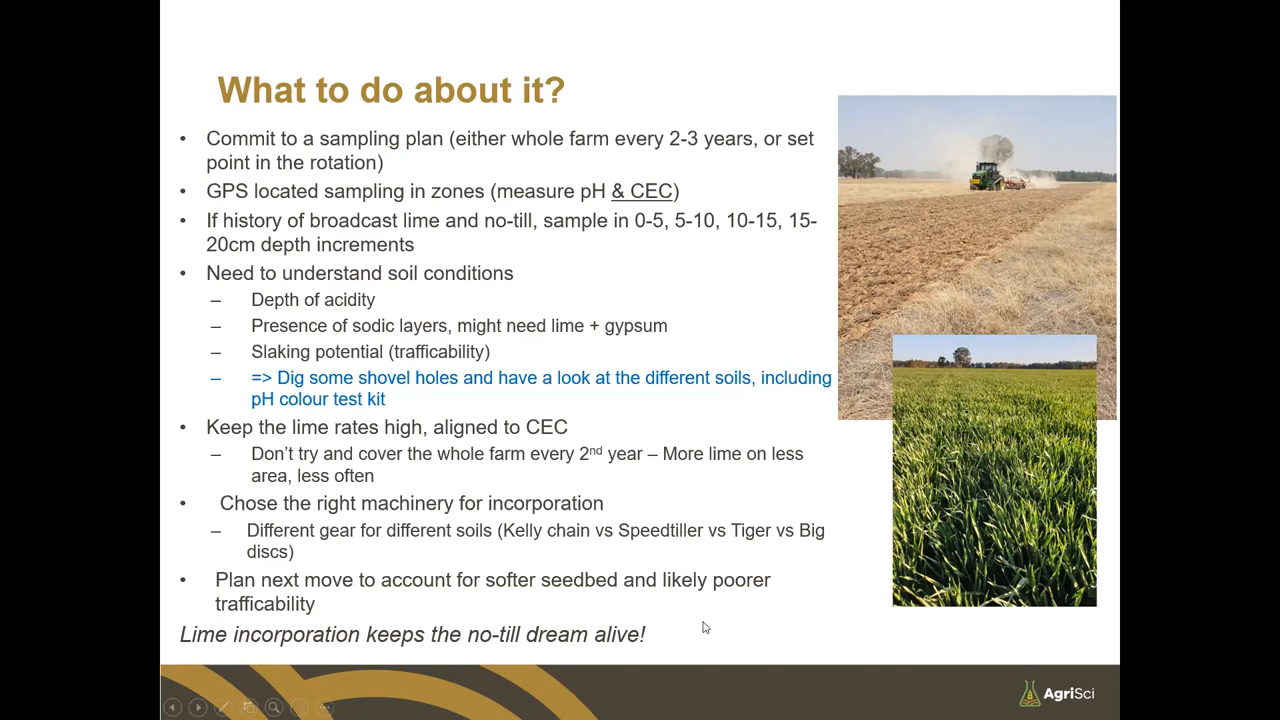 What to do about it?
• Commit to a sampling plan (either whole farm every 2-3 years, or set
point in the rotation)
• GPS located sampling in zones (measure pH & CEC)
• If history of broadcast lime and no-till, sample in 0-5, 5-10, 10-15, 15-
20cm depth increments
• Need to understand soil conditions
– Depth of acidity
– Presence of sodic layers, might need lime + gypsum
– Slaking potential (trafficability)
– => Dig some shovel holes and have a look at the different soils, including
pH colour test kit
• Keep the lime rates high, aligned to CEC
– Don’t try and cover the whole farm every 2nd year – More lime on less
area, less often
• Chose the right machinery for incorporation
– Different gear for different soils (Kelly chain vs Speedtiller vs Tiger vs Big
discs)
• Plan next move to account for softer seedbed and likely poorer
trafficability
Lime incorporation keeps the no-till dream alive!
AgriSci